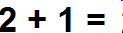 2 + 1 =